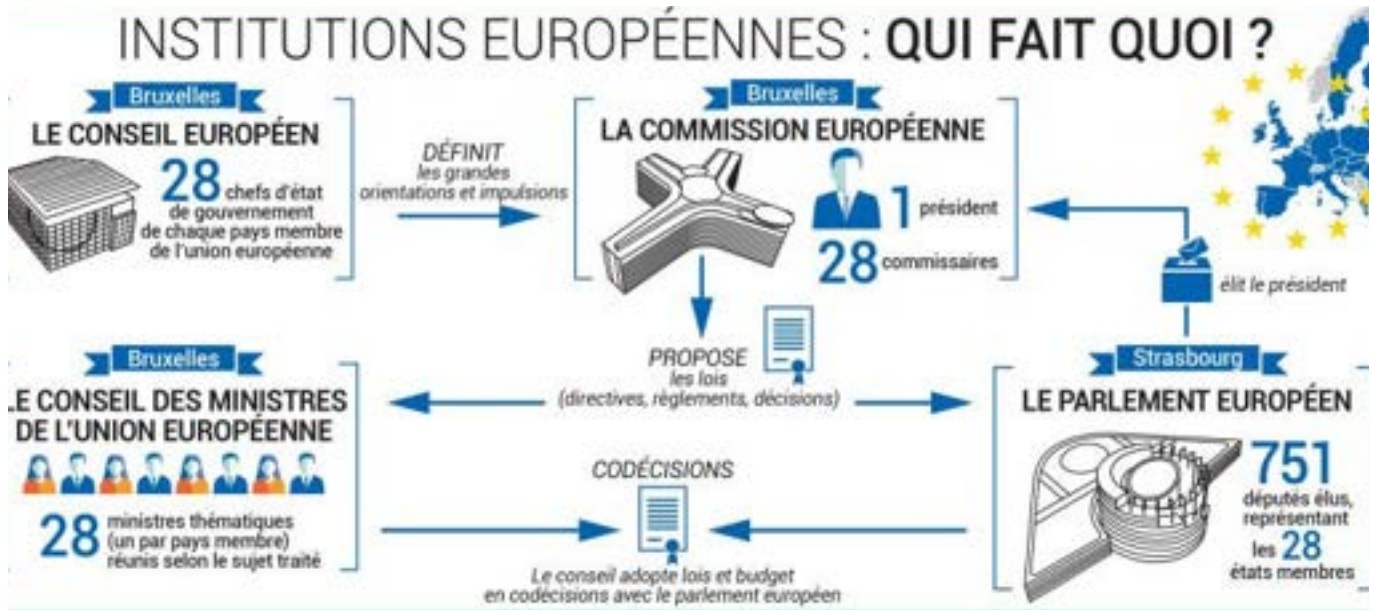 INSTITUTIONS EUROPÉENNES : QUI FAIT QUOI ?
Bruxelles
LE CONSEIL EUROPÉEN
28 chefs d'état
de gouvernement
de chaque pays membre
de l'union européenne
DÉFINIT
les grandes
orientations et impulsions
Bruxelles
LA COMMISSION EUROPÉENNE
1 président
28 commissaires
élit le président
PROPOSE
les lois
(directives, règlements, décisions)
Bruxelles
LE CONSEIL DES MINISTRES
DE L'UNION EUROPÉENNE
28 ministres thématiques
(un par pays membre)
réunis selon le sujet traité
CODÉCISIONS
Le conseil adopte lois et budget
en codécisions avec le parlement européen
Strasbourg
LE PARLEMENT EUROPÉEN
751
députés élus,
représentant
les 28
états membres